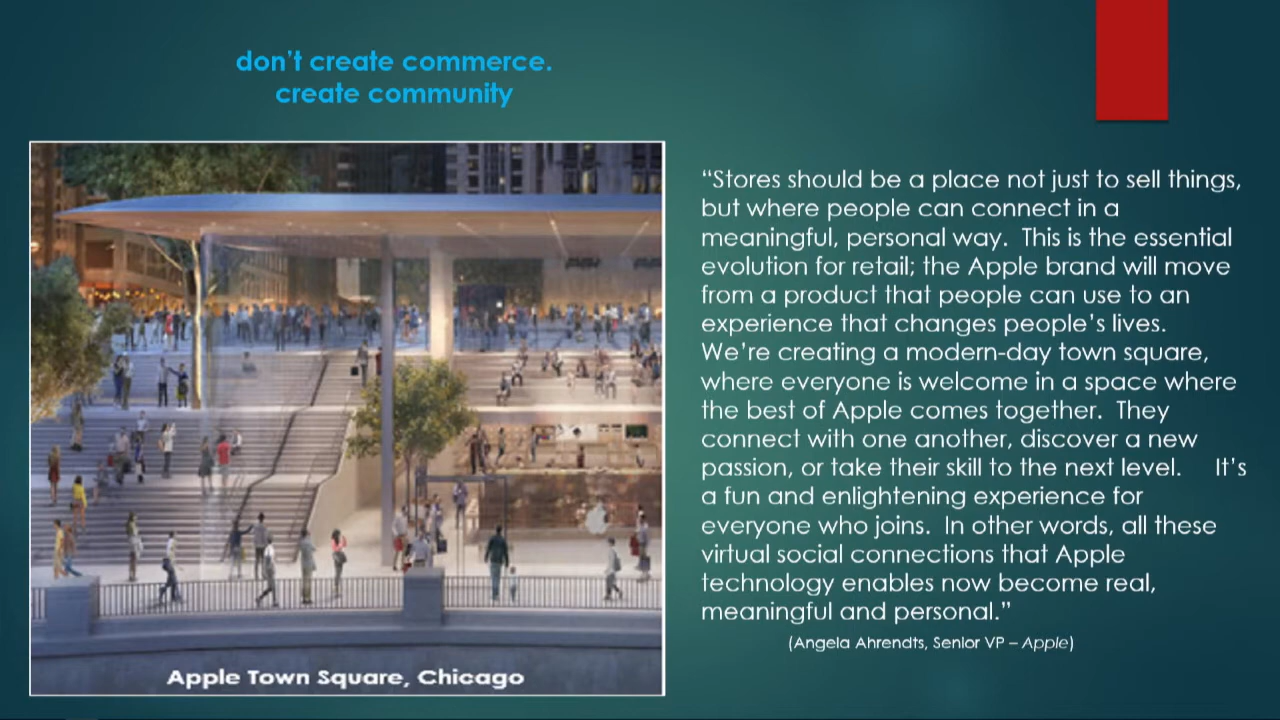 don't create commerce.
create community
“Stores should be a place not just to sell things,
but where people can connect in a
meaningful, personal way.  This is the essential
evolution for retail; the Apple brand will move
from a product that people can use to an
experience that changes people's lives.
We're creating a modern-day town square,
where everyone is welcome in a space where
the best of Apple comes together.  They
connect with one another, discover a new
passion, or take their skill to the next level.    It's
a fun and enlightening experience for
everyone who joins.  In other words, all these
virtual social connections that Apple
technology enables now become real,
meaningful and personal.”
(Angela Ahrendts, Senior VP – Apple)
Apple Town Square, Chicago